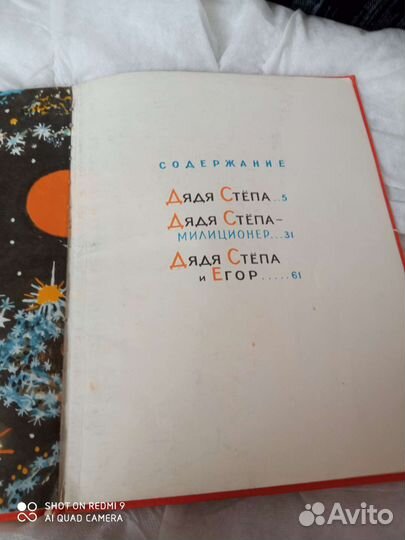 СОДЕРЖАНИЕ
ДЯДЯ СТЁПА..5
ДЯДЯ СТЁПА-
МИЛИЦИОНЕР...31
ДЯДЯ СТЁПА
и ЕГОР.....61
SHOT ON REDMI 9
AI QUAD CAMERA
Avito